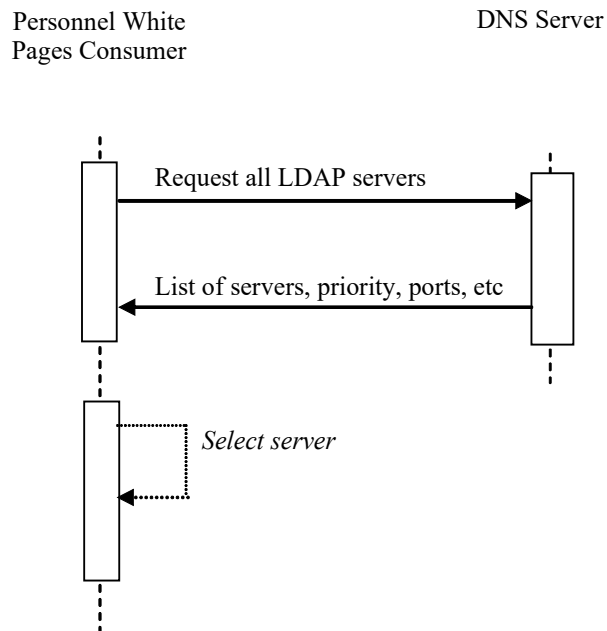 Personnel White
Pages Consumer
DNS Server
Request all LDAP servers
List of servers, priority, ports, etc
Select server